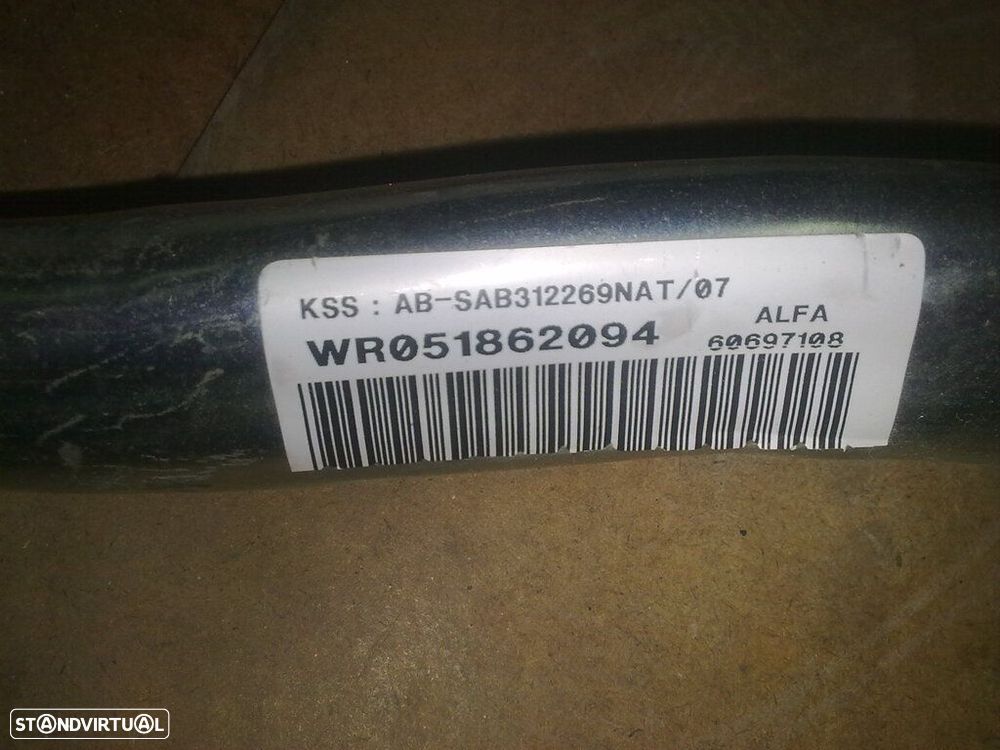 KSS : AB-SAB312269NAT/07
WR051862094
ALFA
60697108
STANDVIRTUAL